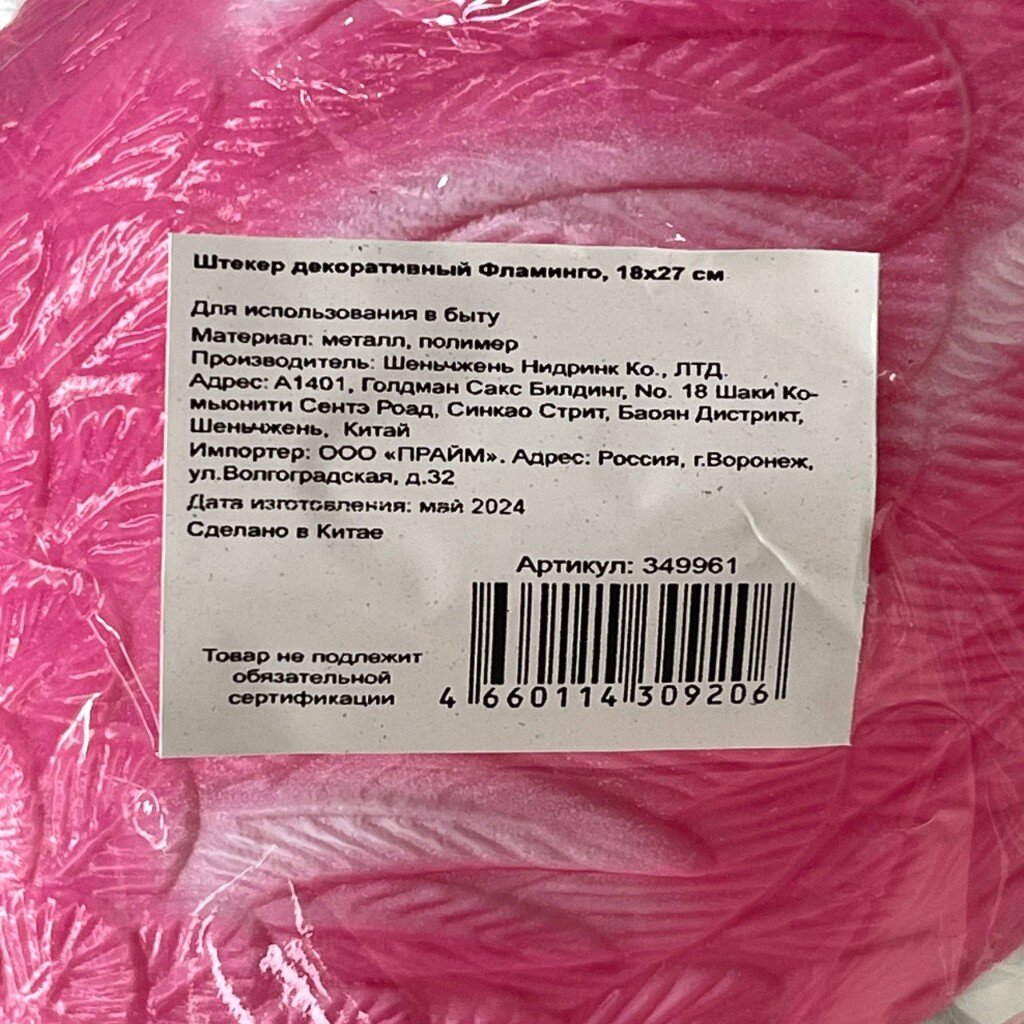 Штекер декоративный Фламинго, 18х27 см
Для использования в быту
Материал: металл, полимер
Производитель: Шеньчжень Нидринк Ко., ЛТД.
Адрес: А1401, Голдман Сакс Билдинг, No. 18 Шаки Ко-
мьюнити Сентэ Роад, Синкао Стрит, Баоян Дистрикт,
Шеньчжень, Китай
Импортер: ООО «ПРАЙМ». Адрес: Россия, г.Воронеж,
ул.Волгоградская, д.32
Дата изготовления: май 2024
Сделано в Китае
Артикул: 349961
Товар не подлежит
обязательной
сертификации
4 660114 309206